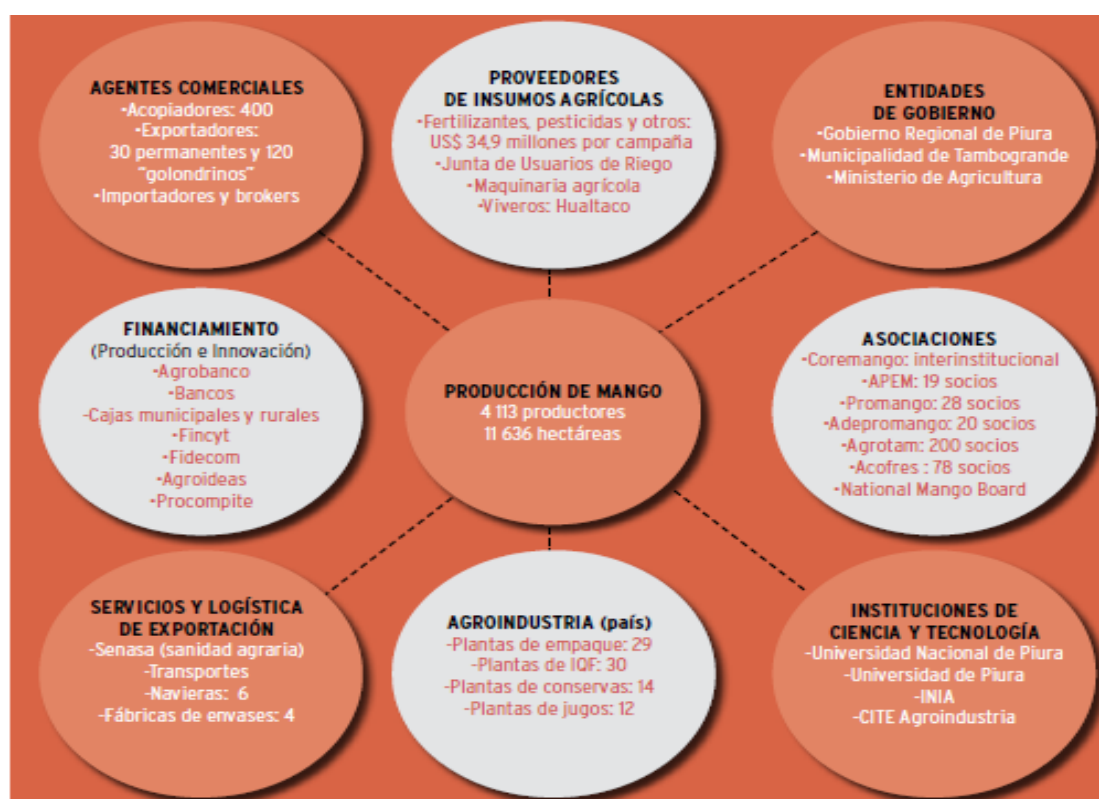 AGENTES COMERCIALES
-Acopiadores: 400
-Exportadores:
30 permanentes y 120
"golondrinos"
-Importadores y brokers
PROVEEDORES
DE INSUMOS AGRÍCOLAS
-Fertilizantes, pesticidas y otros:
US$ 34,9 millones por campaña
-Junta de Usuarios de Riego
-Maquinaria agrícola
-Viveros: Hualtaco
ENTIDADES
DE GOBIERNO
-Gobierno Regional de Piura
-Municipalidad de Tambogrande
-Ministerio de Agricultura
FINANCIAMIENTO
(Producción e Innovación)
-Agrobanco
-Bancos
-Cajas municipales y rurales
-Fincyt
-Fidecom
-Agroideas
-Procompite
PRODUCCIÓN DE MANGO
4 113 productores
11 636 hectáreas
ASOCIACIONES
-Coremango: interinstitucional
-APEM: 19 socios
-Promango: 28 socios
-Adepromango: 20 socios
-Agrotam: 200 socios
-Acofres : 78 socios
-National Mango Board
SERVICIOS Y LOGÍSTICA
DE EXPORTACIÓN
-Senasa (sanidad agraria)
-Transportes
-Navieras: 6
-Fábricas de envases: 4
AGROINDUSTRIA (país)
-Plantas de empaque: 29
-Plantas de IQF: 30
-Plantas de conservas: 14
-Plantas de jugos: 12
INSTITUCIONES DE
CIENCIA Y TECNOLOGÍA
-Universidad Nacional de Piura
-Universidad de Piura
-INIA
-CITE Agroindustria